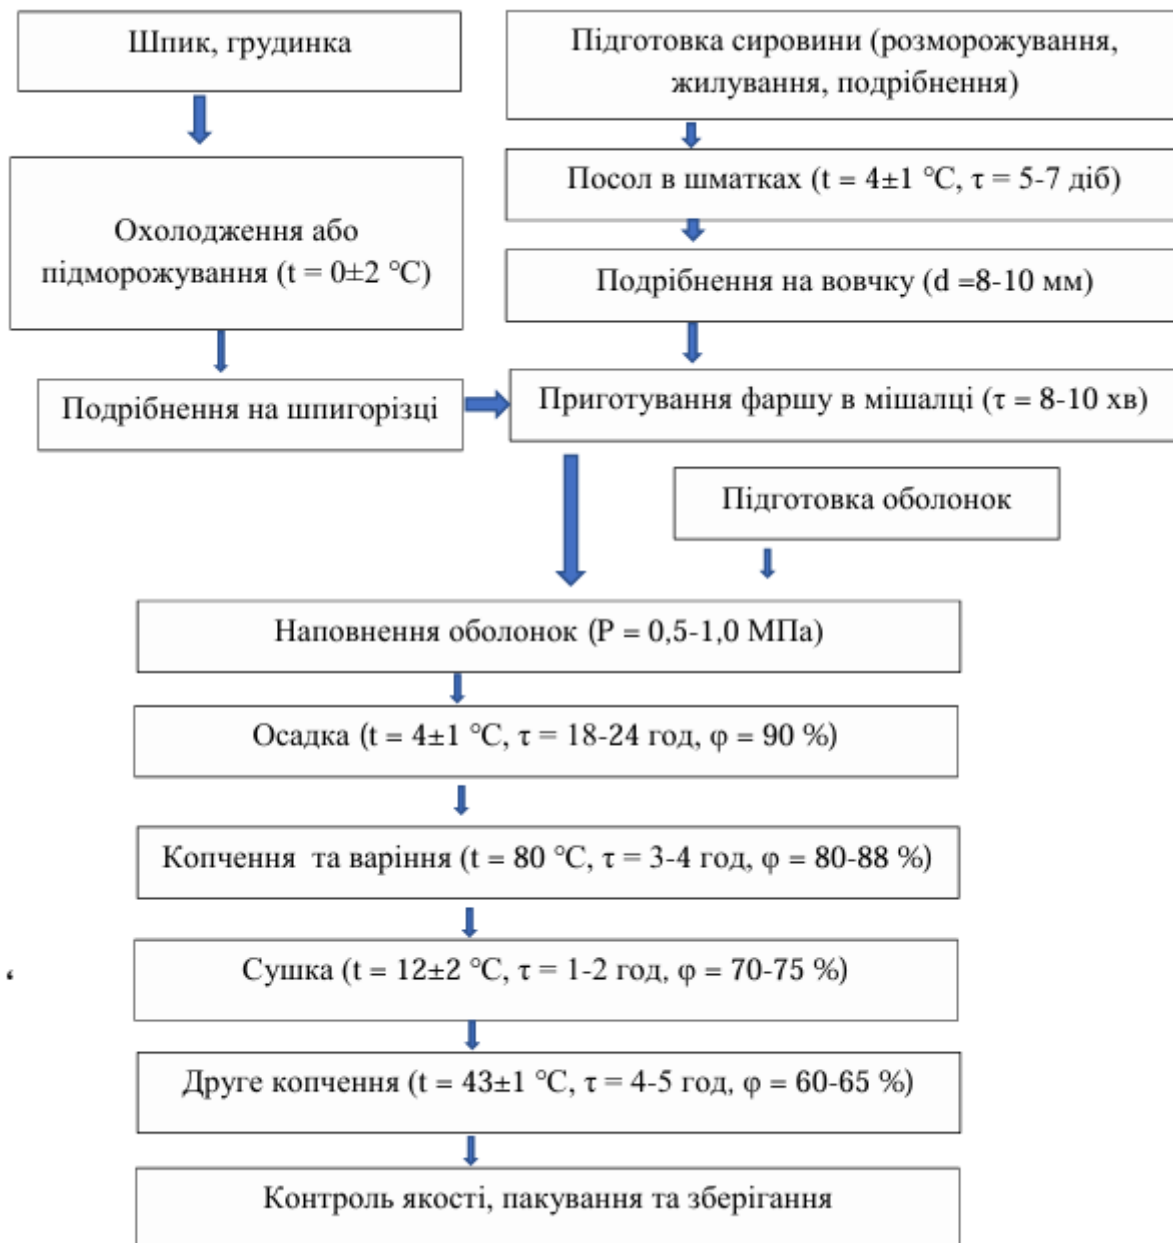 Шпик, грудинка
Підготовка сировини (розморожування,
жилування, подрібнення)
Охолодження або
підморожування (t = 0±2 °C)
Посол в шматках (t = 4±1 °C, τ = 5-7 діб)
Подрібнення на вовчку (d =8-10 мм)
Подрібнення на шпигорізці
Приготування фаршу в мішалці (τ = 8-10 хв)
Підготовка оболонок
Наповнення оболонок (P = 0,5-1,0 МПа)
Осадка (t = 4±1 °C, τ = 18-24 год, φ = 90 %)
Копчення та варіння (t = 80 °C, τ = 3-4 год, φ = 80-88 %)
Сушка (t = 12±2 °C, τ = 1-2 год, φ = 70-75 %)
Друге копчення (t = 43±1 °C, τ = 4-5 год, φ = 60-65 %)
Контроль якості, пакування та зберігання